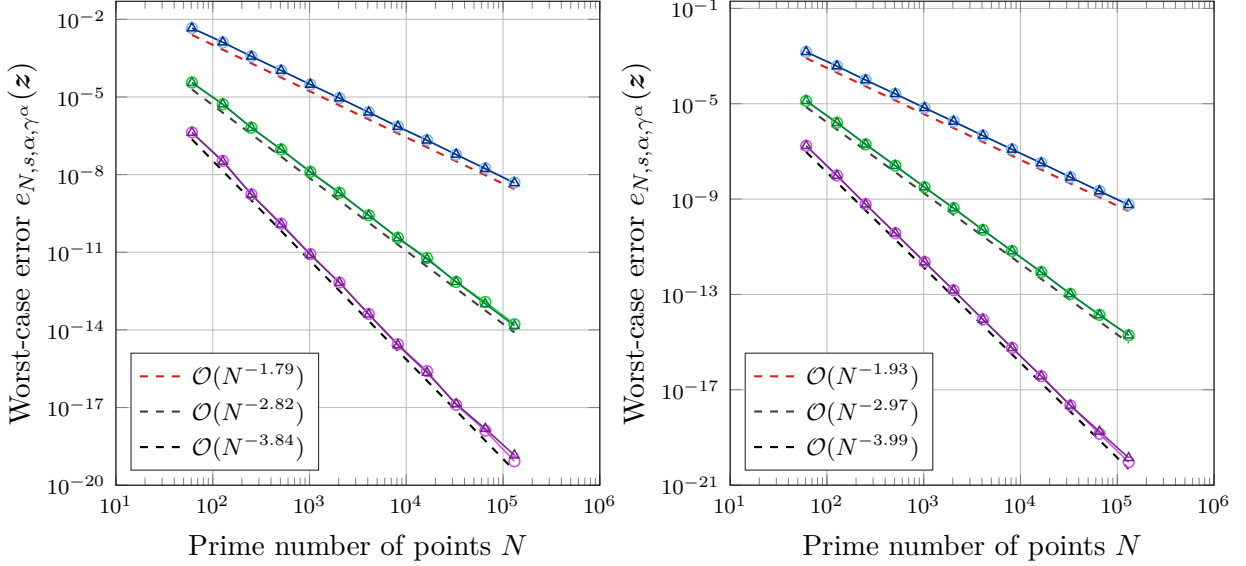 Worst-case error e_{N,s,α,γ^α}(z)
10^{−2}
10^{−5}
10^{−8}
10^{−11}
10^{−14}
10^{−17}
10^{−20}
O(N^{−1.79})
O(N^{−2.82})
O(N^{−3.84})
10^1 10^2 10^3 10^4 10^5 10^6
Prime number of points N
Worst-case error e_{N,s,α,γ^α}(z)
10^{−1}
10^{−5}
10^{−9}
10^{−13}
10^{−17}
10^{−21}
O(N^{−1.93})
O(N^{−2.97})
O(N^{−3.99})
10^1 10^2 10^3 10^4 10^5 10^6
Prime number of points N